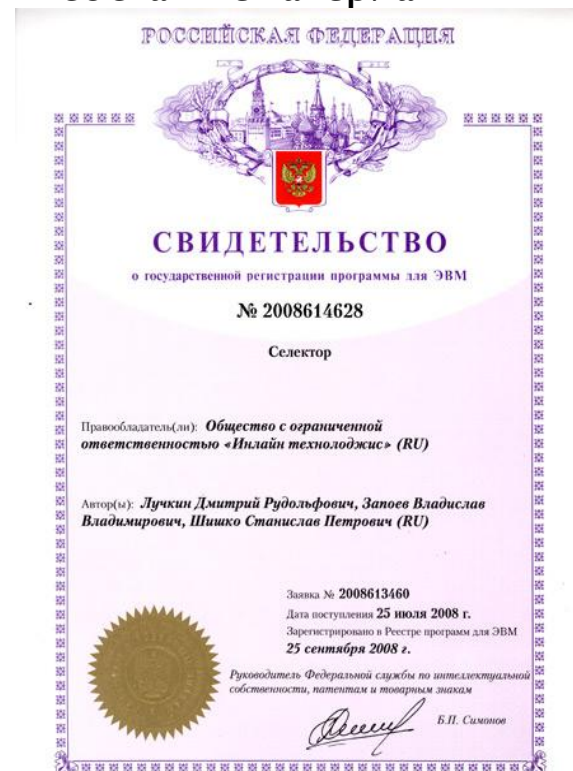 РОССИЙСКАЯ ФЕДЕРАЦИЯ
СВИДЕТЕЛЬСТВО
о государственной регистрации программы для ЭВМ
№ 2008614628
Селектор
Правообладатель(ли): Общество с ограниченной
ответственностью «Инлайн технолоджис» (RU)
Автор(ы): Лучкин Дмитрий Рудольфович, Запоев Владислав
Владимирович, Шишко Станислав Петрович (RU)
Заявка № 2008613460
Дата поступления 25 июля 2008 г.
Зарегистрировано в Реестре программ для ЭВМ
25 сентября 2008 г.
Руководитель Федеральной службы по интеллектуальной
собственности, патентам и товарным знакам
Б.П. Симонов